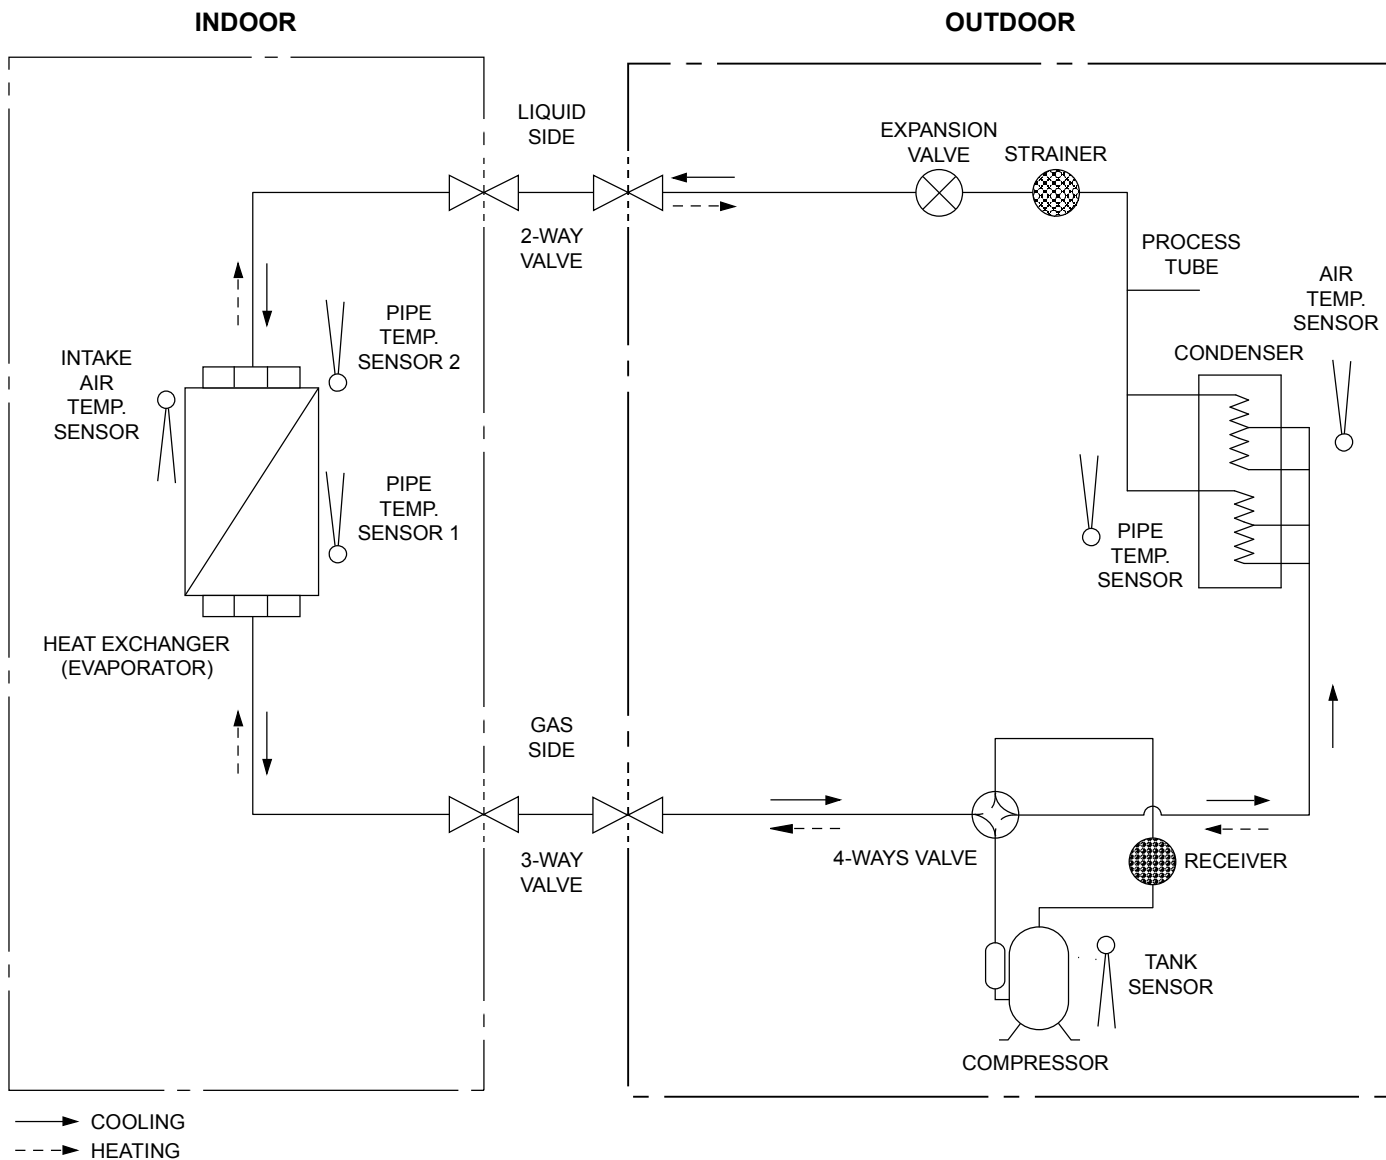 INDOOR
OUTDOOR
LIQUID
SIDE
EXPANSION
VALVE
STRAINER
2-WAY
VALVE
PROCESS
TUBE
AIR
TEMP.
SENSOR
PIPE
TEMP.
SENSOR 2
CONDENSER
INTAKE
AIR
TEMP.
SENSOR
PIPE
TEMP.
SENSOR 1
PIPE
TEMP.
SENSOR
HEAT EXCHANGER
(EVAPORATOR)
GAS
SIDE
3-WAY
VALVE
4-WAYS VALVE
RECEIVER
TANK
SENSOR
COMPRESSOR
COOLING
HEATING